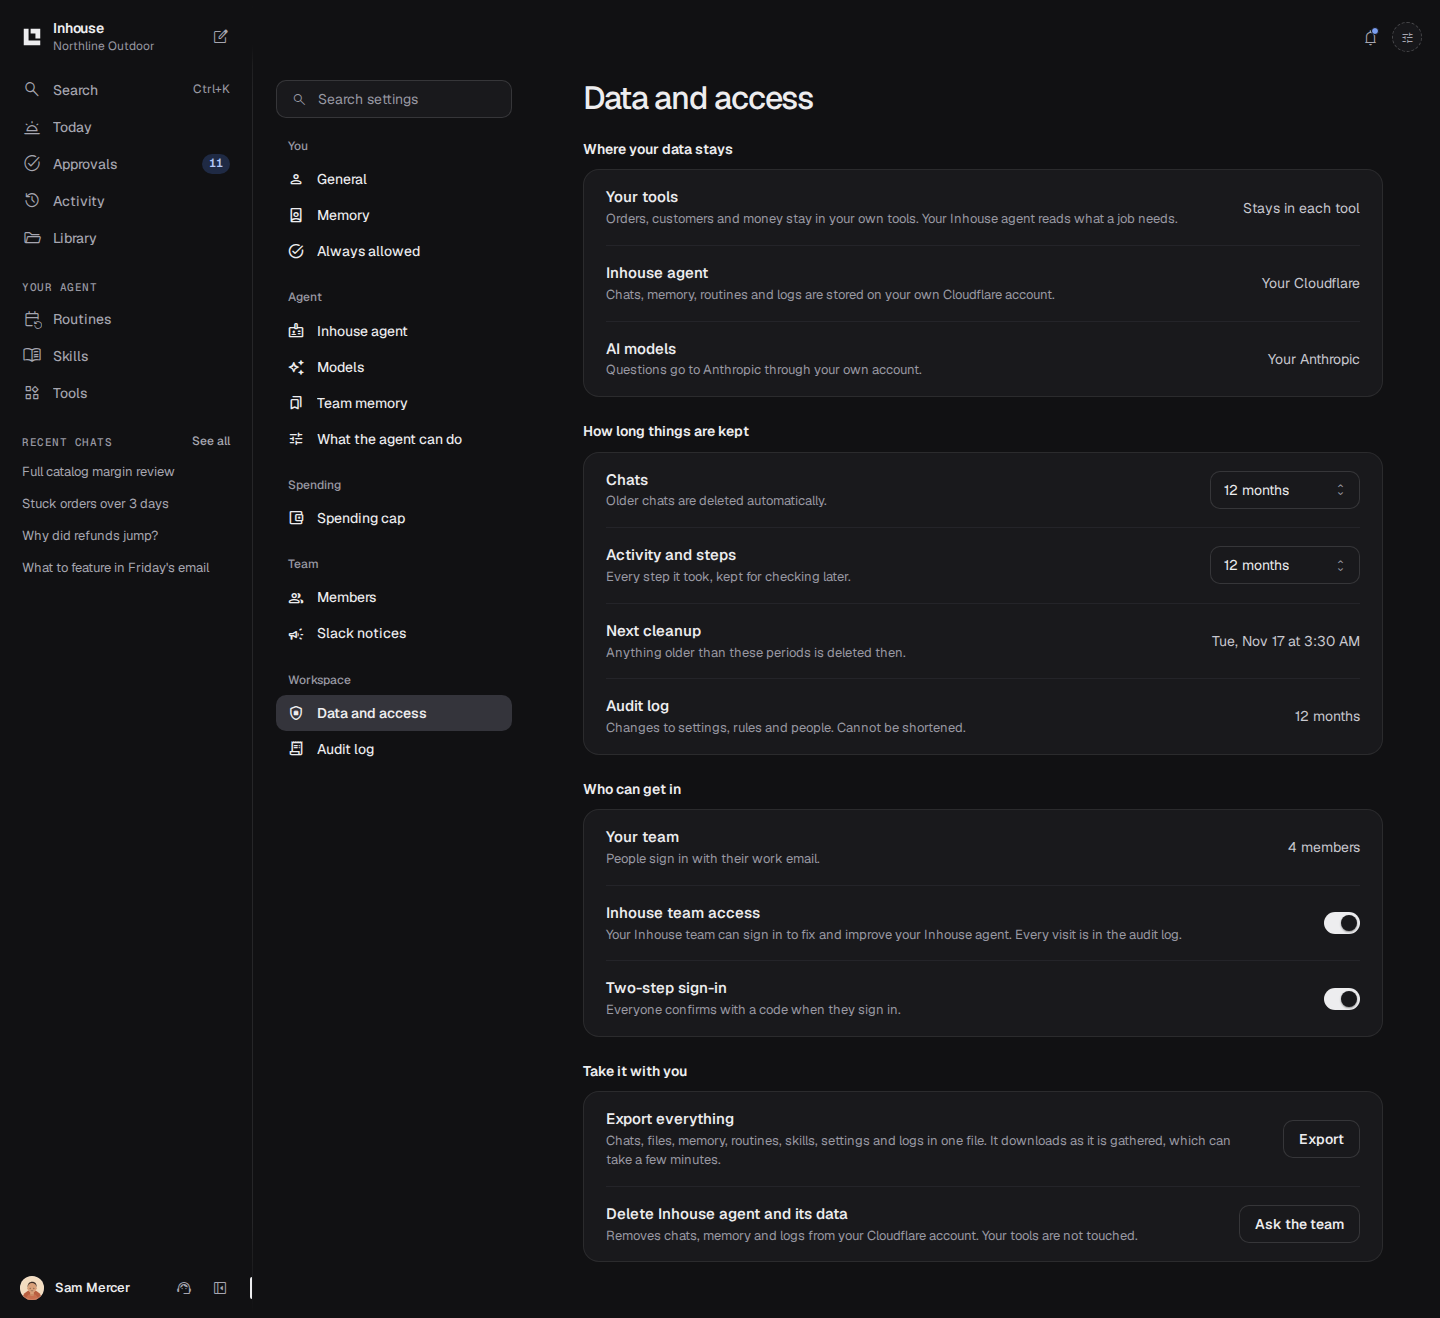 Inhouse
Northline Outdoor
Search
Ctrl+K
Today
Approvals
11
Activity
Library
YOUR AGENT
Routines
Skills
Tools
RECENT CHATS
See all
Full catalog margin review
Stuck orders over 3 days
Why did refunds jump?
What to feature in Friday's email
Sam Mercer
Search settings
You
General
Memory
Always allowed
Agent
Inhouse agent
Models
Team memory
What the agent can do
Spending
Spending cap
Team
Members
Slack notices
Workspace
Data and access
Audit log
Data and access
Where your data stays
Your tools
Orders, customers and money stay in your own tools. Your Inhouse agent reads what a job needs.
Stays in each tool
Inhouse agent
Chats, memory, routines and logs are stored on your own Cloudflare account.
Your Cloudflare
AI models
Questions go to Anthropic through your own account.
Your Anthropic
How long things are kept
Chats
Older chats are deleted automatically.
12 months
Activity and steps
Every step it took, kept for checking later.
12 months
Next cleanup
Anything older than these periods is deleted then.
Tue, Nov 17 at 3:30 AM
Audit log
Changes to settings, rules and people. Cannot be shortened.
12 months
Who can get in
Your team
People sign in with their work email.
4 members
Inhouse team access
Your Inhouse team can sign in to fix and improve your Inhouse agent. Every visit is in the audit log.
Two-step sign-in
Everyone confirms with a code when they sign in.
Take it with you
Export everything
Chats, files, memory, routines, skills, settings and logs in one file. It downloads as it is gathered, which can
take a few minutes.
Export
Delete Inhouse agent and its data
Removes chats, memory and logs from your Cloudflare account. Your tools are not touched.
Ask the team